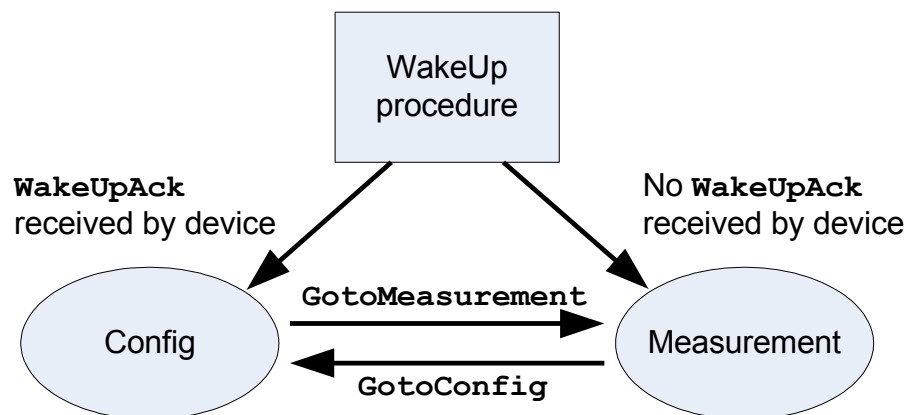 WakeUp
procedure
WakeUpAck
received by device
No WakeUpAck
received by device
GotoMeasurement
Config
Measurement
GotoConfig